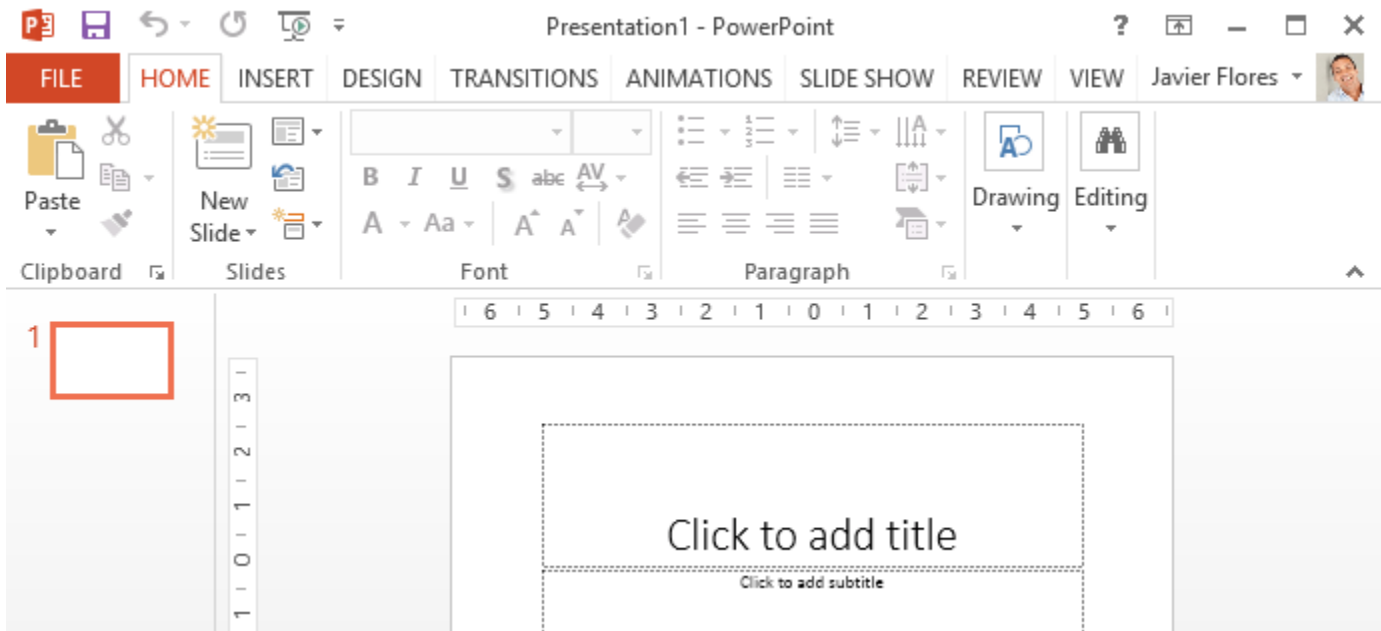 Presentation1 - PowerPoint ?
FILE HOME INSERT DESIGN TRANSITIONS ANIMATIONS SLIDE SHOW REVIEW VIEW Javier Flores
Paste
New
Slide
B I U S abc AV
A Aa A A
Drawing
Editing
Clipboard Slides Font Paragraph
6 5 4 3 2 1 0 1 2 3 4 5 6
1
3
2
1
0
1
Click to add title
Click to add subtitle